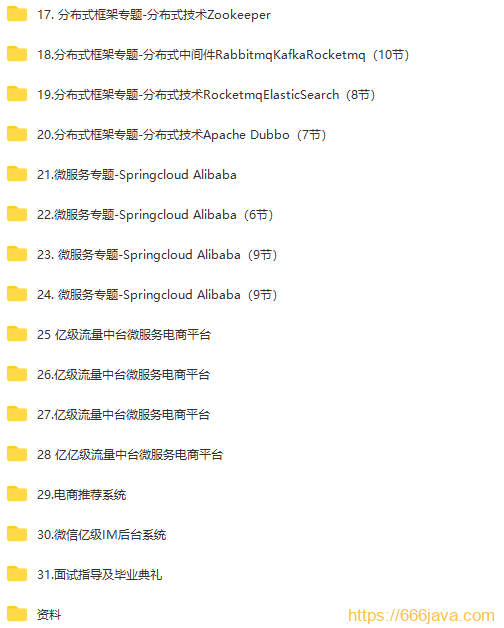 17. 分布式框架专题-分布式技术Zookeeper
18.分布式框架专题-分布式中间件RabbitmqKafkaRocketmq（10节）
19.分布式框架专题-分布式技术RocketmqElasticSearch（8节）
20.分布式框架专题-分布式技术Apache Dubbo（7节）
21.微服务专题-Springcloud Alibaba
22.微服务专题-Springcloud Alibaba（6节）
23. 微服务专题-Springcloud Alibaba（9节）
24. 微服务专题-Springcloud Alibaba（9节）
25 亿级流量中台微服务电商平台
26.亿级流量中台微服务电商平台
27.亿级流量中台微服务电商平台
28 亿亿级流量中台微服务电商平台
29.电商推荐系统
30.微信亿级IM后台系统
31.面试指导及毕业典礼
资料
https://666java.com